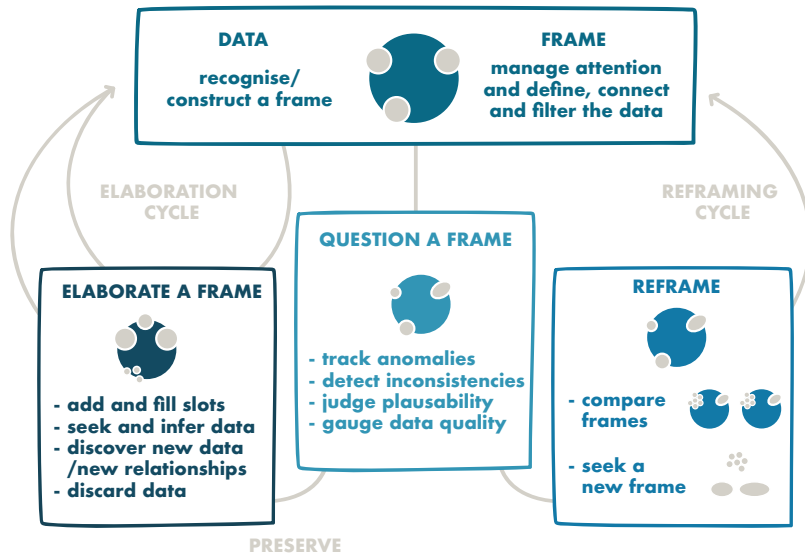 DATA
recognise/
construct a frame
FRAME
manage attention
and define, connect
and filter the data
ELABORATION
CYCLE
REFRAMING
CYCLE
ELABORATE A FRAME
- add and fill slots
- seek and infer data
- discover new data
/new relationships
- discard data
QUESTION A FRAME
- track anomalies
- detect inconsistencies
- judge plausability
- gauge data quality
REFRAME
- compare
frames
- seek a
new frame
PRESERVE